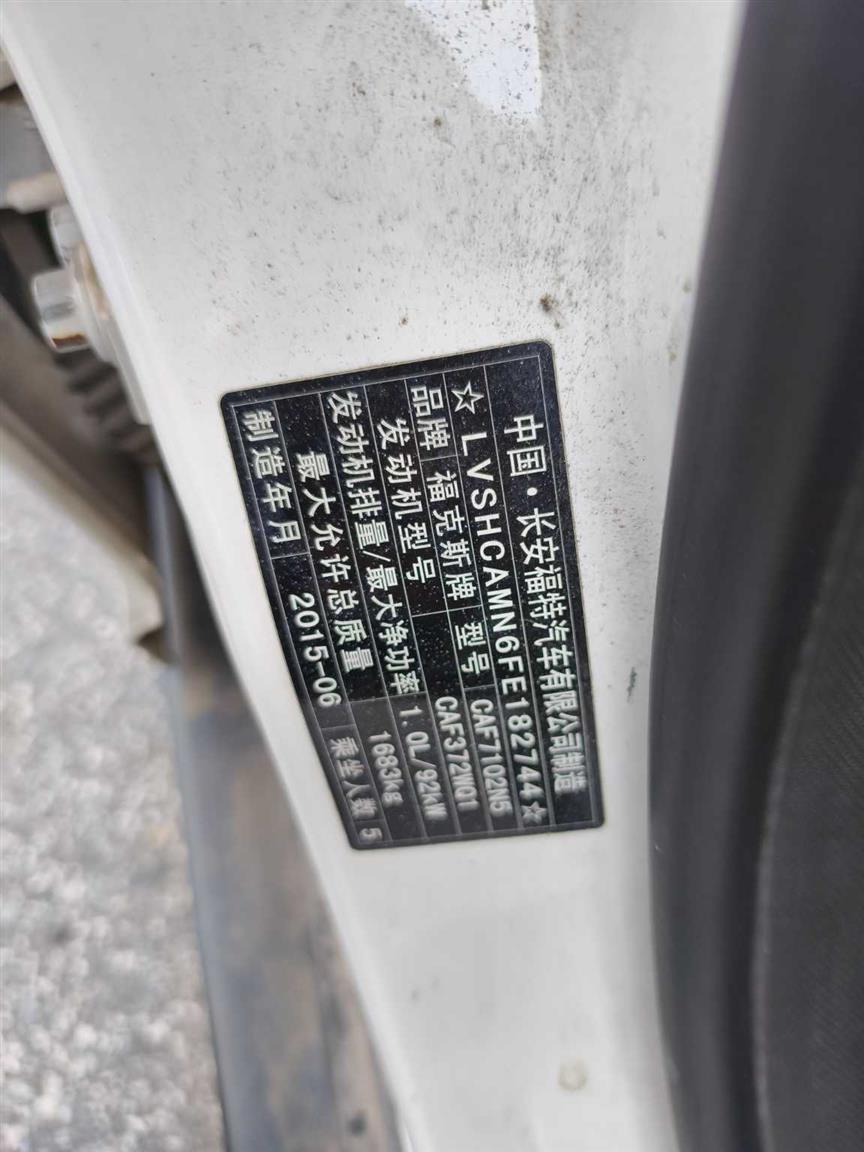 中国·长安福特汽车有限公司制造
☆LVSHCAMN6FE182744☆
品牌 福克斯牌 型号 CAF7102N5
发动机型号 CAF372WQ1
发动机排量/最大净功率 1.0L/92kW
最大允许总质量 1683kg
制造年月 2015-06 乘坐人数 5